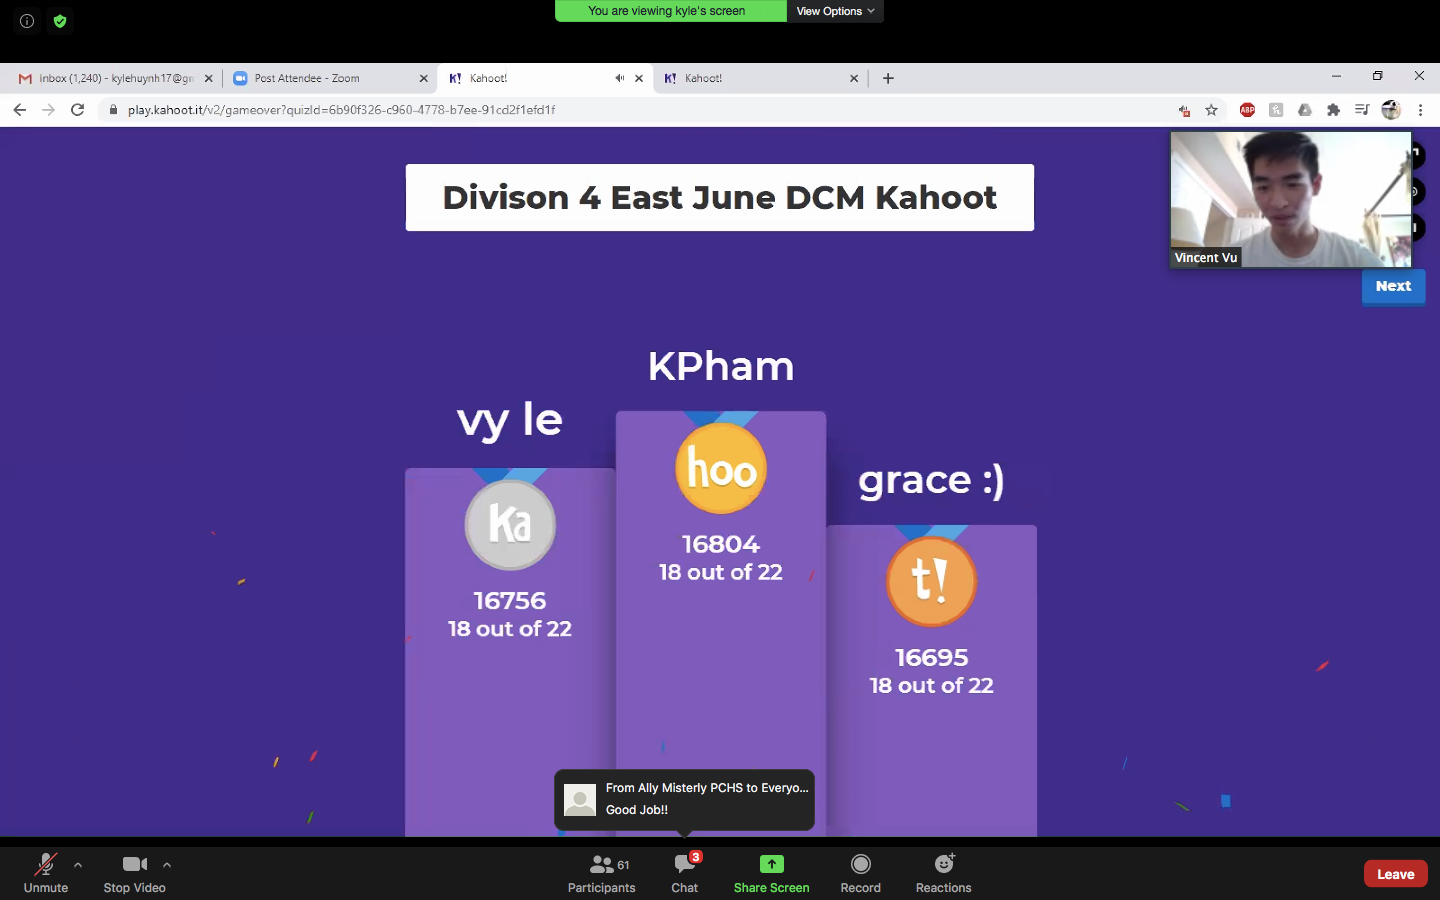 You are viewing kyle's screen
View Options
Inbox (1,240) - kylehuynh17@gm
Post Attendee - Zoom
K! Kahoot!
K! Kahoot!
play.kahoot.it/v2/gameover?quizId=6b90f326-c960-4778-b7ee-91cd2f1efd1f
ABP
Divison 4 East June DCM Kahoot
Vincent Vu
Next
KPham
vy le
grace :)
hoo
Ka
t!
16804
18 out of 22
16756
18 out of 22
16695
18 out of 22
From Ally Misterly PCHS to Everyo...
Good Job!!
61
3
Unmute
Stop Video
Participants
Chat
Share Screen
Record
Reactions
Leave